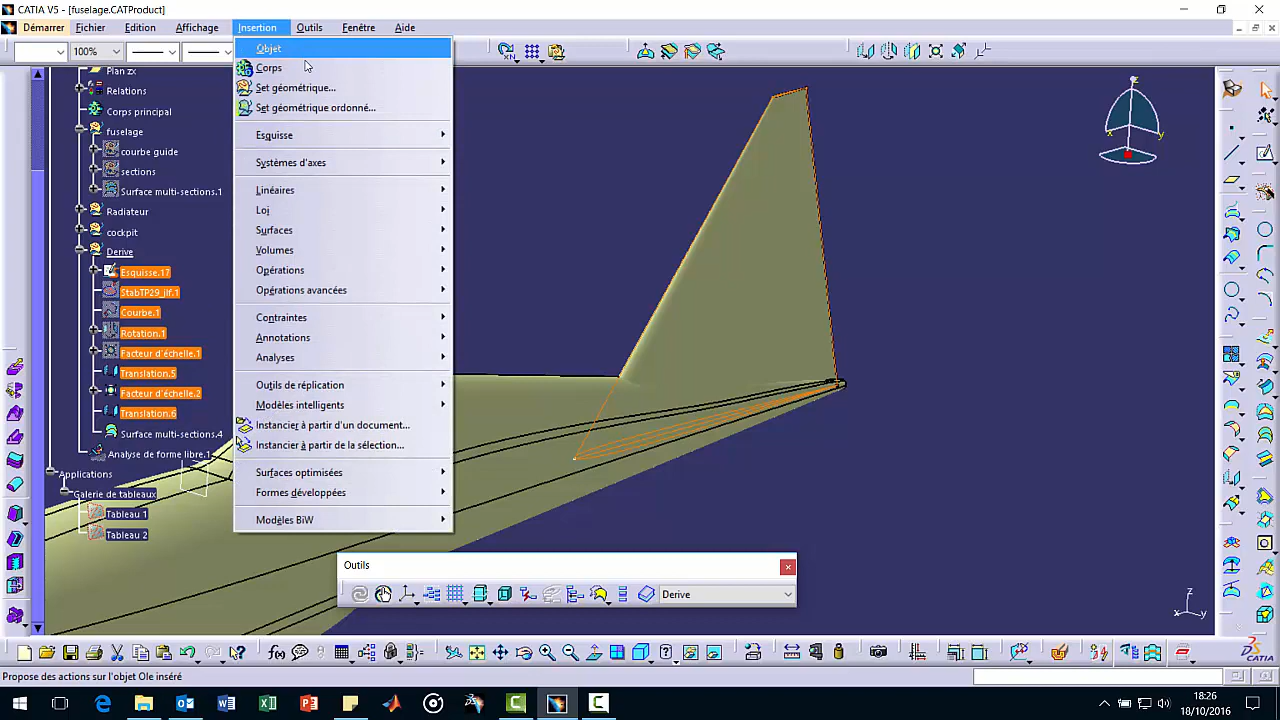 CATIA V5 - [fuselage.CATProduct]
Démarrer Fichier Edition Affichage Insertion Outils Fenêtre Aide
100%
Objet
Corps
Set géométrique...
Set géométrique ordonné...
Esquisse
Systèmes d'axes
Linéaires
Loi
Surfaces
Volumes
Opérations
Opérations avancées
Contraintes
Annotations
Analyses
Outils de réplication
Modèles intelligents
Instancier à partir d'un document...
Instancier à partir de la sélection...
Surfaces optimisées
Formes développées
Modèles BiW
Plan zx
Relations
Corps principal
fuselage
courbe guide
sections
Surface multi-sections.1
Radiateur
cockpit
Derive
Esquisse.17
StabTP29_jlf.1
Courbe.1
Rotation.1
Facteur d'échelle.1
Translation.5
Facteur d'échelle.2
Translation.6
Surface multi-sections.4
Analyse de forme libre.1
Applications
Galerie de tableaux
Tableau 1
Tableau 2
Outils
Derive
z
y
z
x y
CATIA
Propose des actions sur l'objet Ole inséré
18:26
18/10/2016